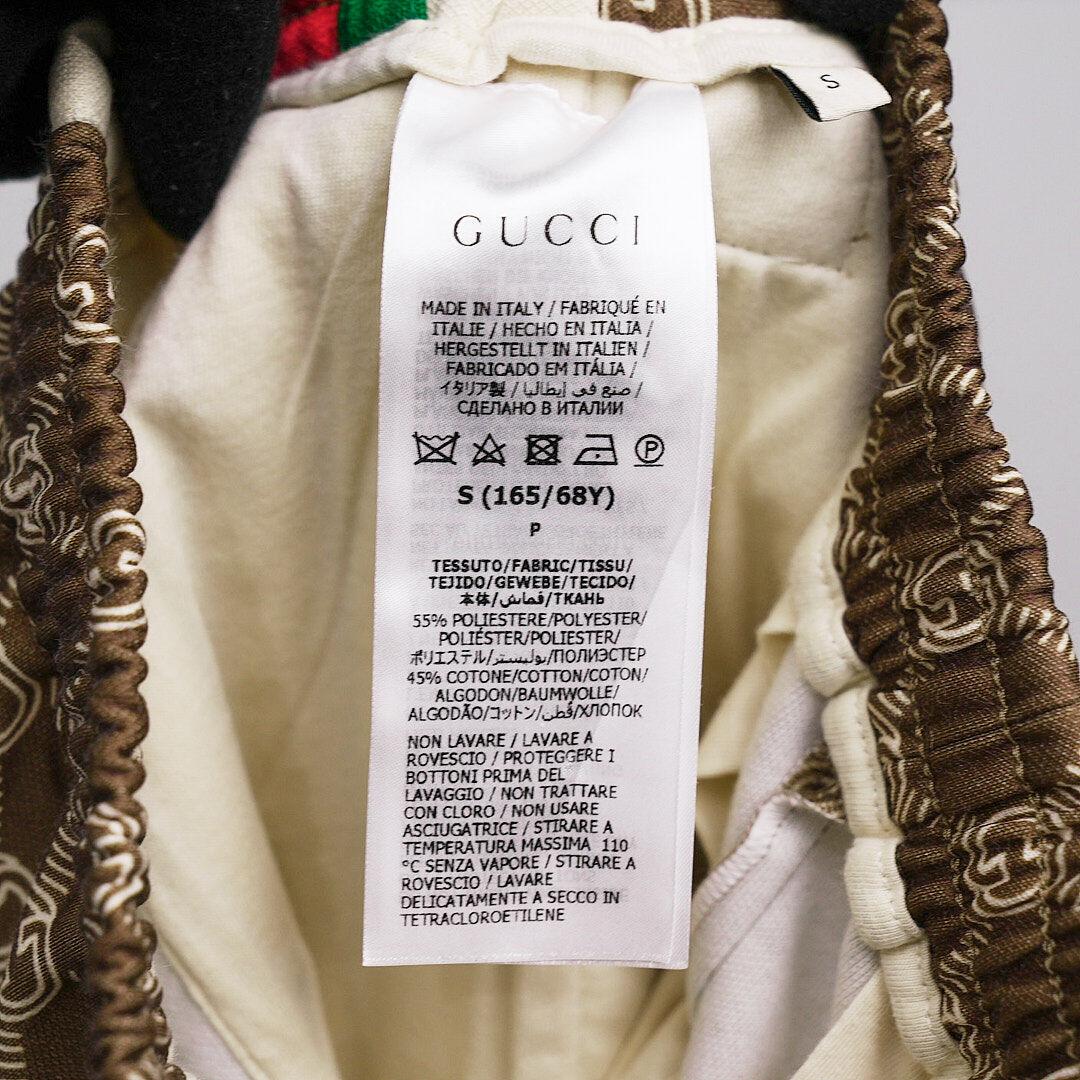 S
GUCCI
MADE IN ITALY / FABRIQUÉ EN
ITALIE / HECHO EN ITALIA /
HERGESTELLT IN ITALIEN /
FABRICADO EM ITÁLIA /
イタリア製 / صنع في إيطاليا /
СДЕЛАНО В ИТАЛИИ
P
S (165/68Y)
P
TESSUTO/FABRIC/TISSU/
TEJIDO/GEWEBE/TECIDO/
本体/قماش/ТКАНЬ
55% POLIESTERE/POLYESTER/
POLIÉSTER/POLIESTER/
ポリエステル/بوليستر/ПОЛИЭСТЕР
45% COTONE/COTTON/COTON/
ALGODON/BAUMWOLLE/
ALGODÃO/コットン/قطن/ХЛОПОК
NON LAVARE / LAVARE A
ROVESCIO / PROTEGGERE I
BOTTONI PRIMA DEL
LAVAGGIO / NON TRATTARE
CON CLORO / NON USARE
ASCIUGATRICE / STIRARE A
TEMPERATURA MASSIMA 110
°C SENZA VAPORE / STIRARE A
ROVESCIO / LAVARE
DELICATAMENTE A SECCO IN
TETRACLOROETILENE